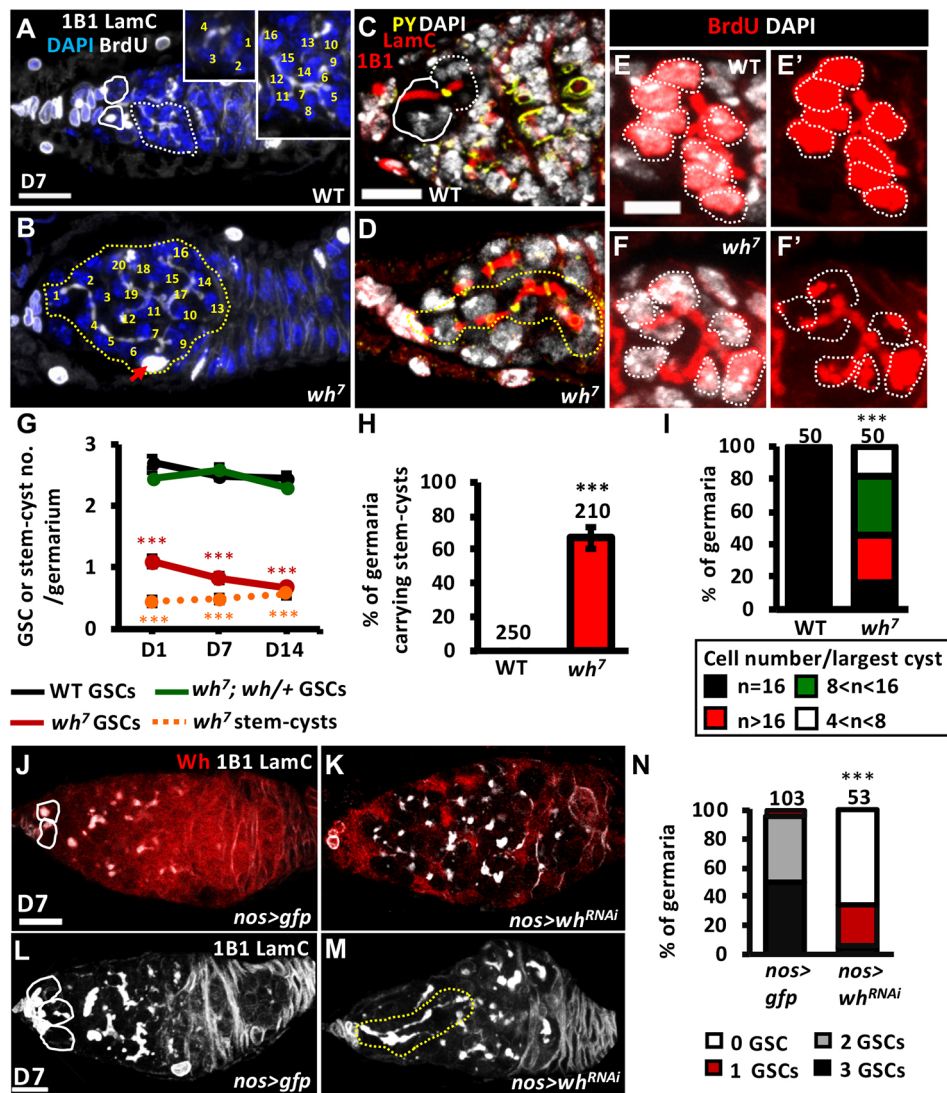 A
1B1 LamC
DAPI BrdU
4
1
3
2
16
13
10
15
9
12
14
6
11
7
5
8
D7
WT
B
16
20
18
2
15
14
1
3
19
17
13
11
10
12
4
7
5
9
6
wh7
C
PY DAPI
LamC
1B1
WT
D
wh7
BrdU DAPI
E
WT
E'
F
wh7
F'
G
GSC or stem-cyst no.
/germarium
3
2
1
0
***
***
***
***
***
***
D1
D7
D14
WT GSCs
wh7; wh/+ GSCs
wh7 GSCs
wh7 stem-cysts
H
% of germaria
carrying stem-cysts
100
80
60
40
20
0
250
***
210
WT
wh7
I
% of germaria
100
80
60
40
20
0
50
***
50
WT
wh7
Cell number/largest cyst
n=16
8<n<16
n>16
4<n<8
J
Wh 1B1 LamC
D7
nos>gfp
K
nos>whRNAi
L
1B1 LamC
D7
nos>gfp
M
nos>whRNAi
N
% of germaria
100
80
60
40
20
0
103
***
53
nos>
gfp
nos>
whRNAi
0 GSC
2 GSCs
1 GSCs
3 GSCs